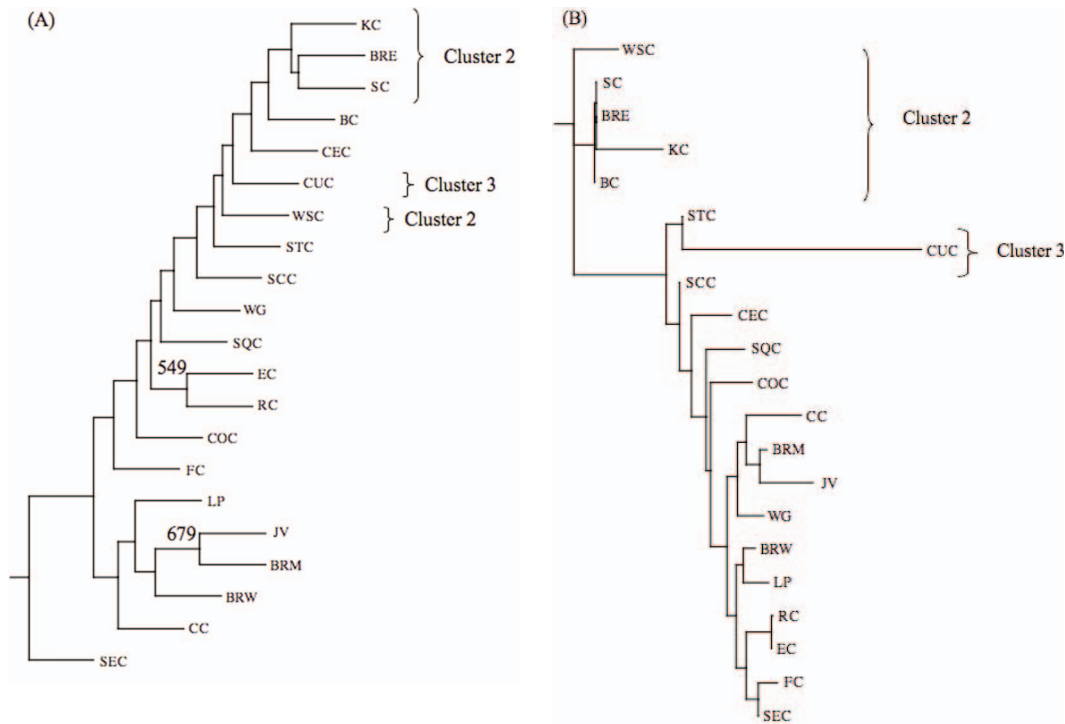 (A)
KC
BRE
SC
Cluster 2
BC
CEC
CUC
Cluster 3
WSC
Cluster 2
STC
SCC
WG
SQC
549
EC
RC
COC
FC
LP
679
JV
BRM
BRW
CC
SEC
(B)
WSC
SC
BRE
Cluster 2
KC
BC
STC
CUC
Cluster 3
SCC
CEC
SQC
COC
CC
BRM
JV
WG
BRW
LP
RC
EC
FC
SEC